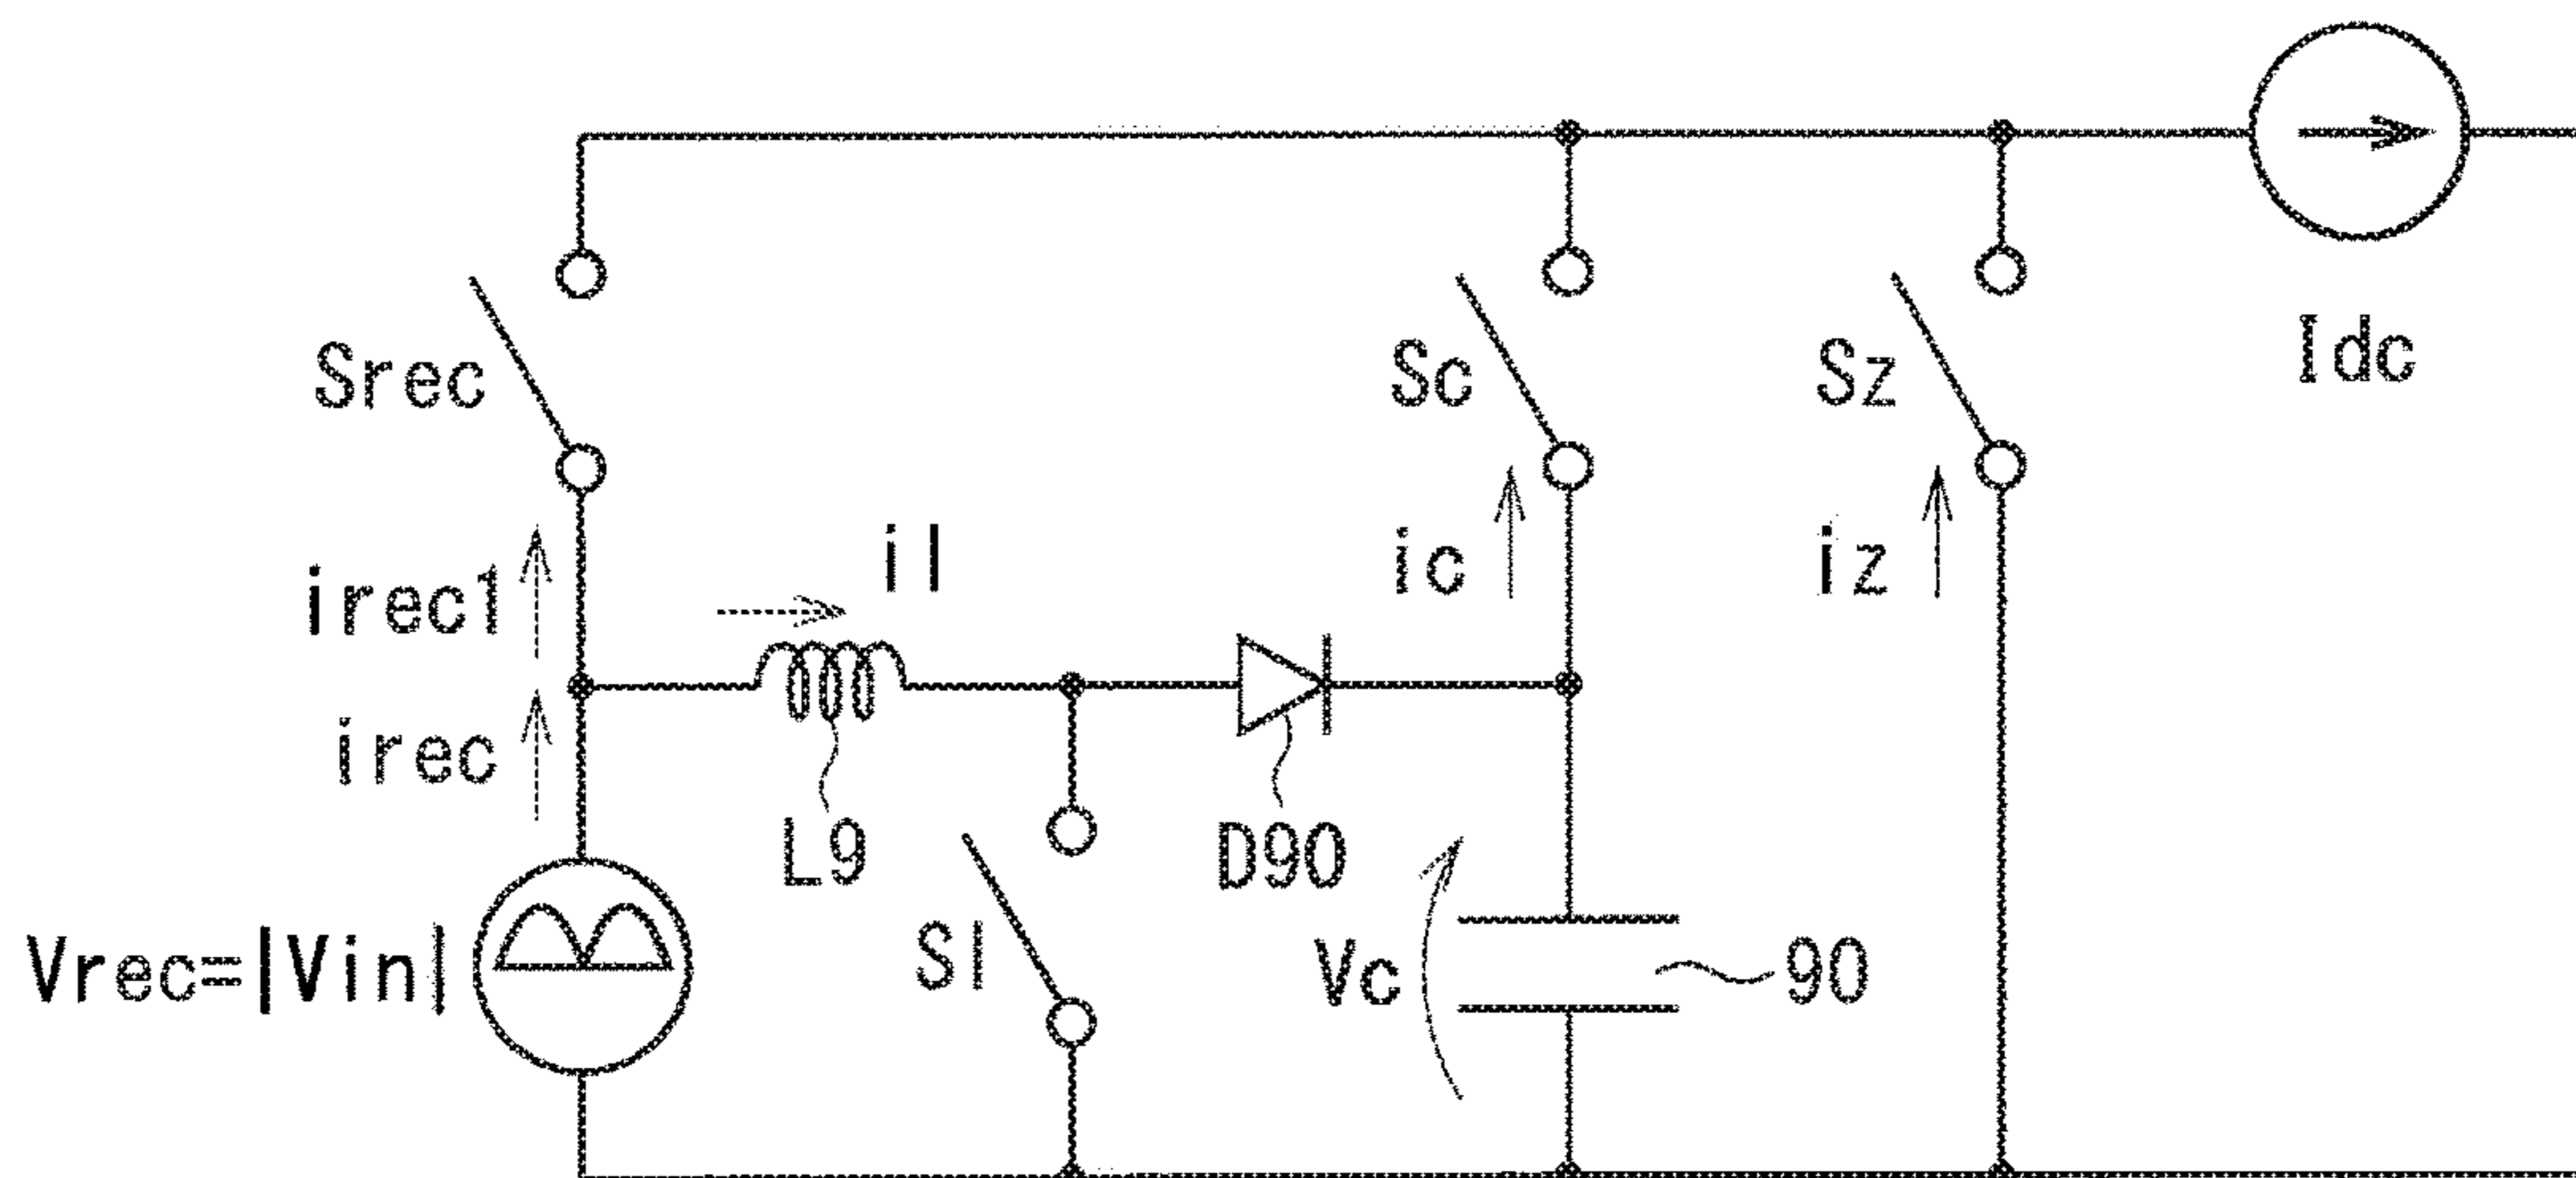 Srec
Sc
Sz
Idc
irec1
il
ic
iz
irec
L9
D90
Vrec=|Vin|
Sl
Vc
90